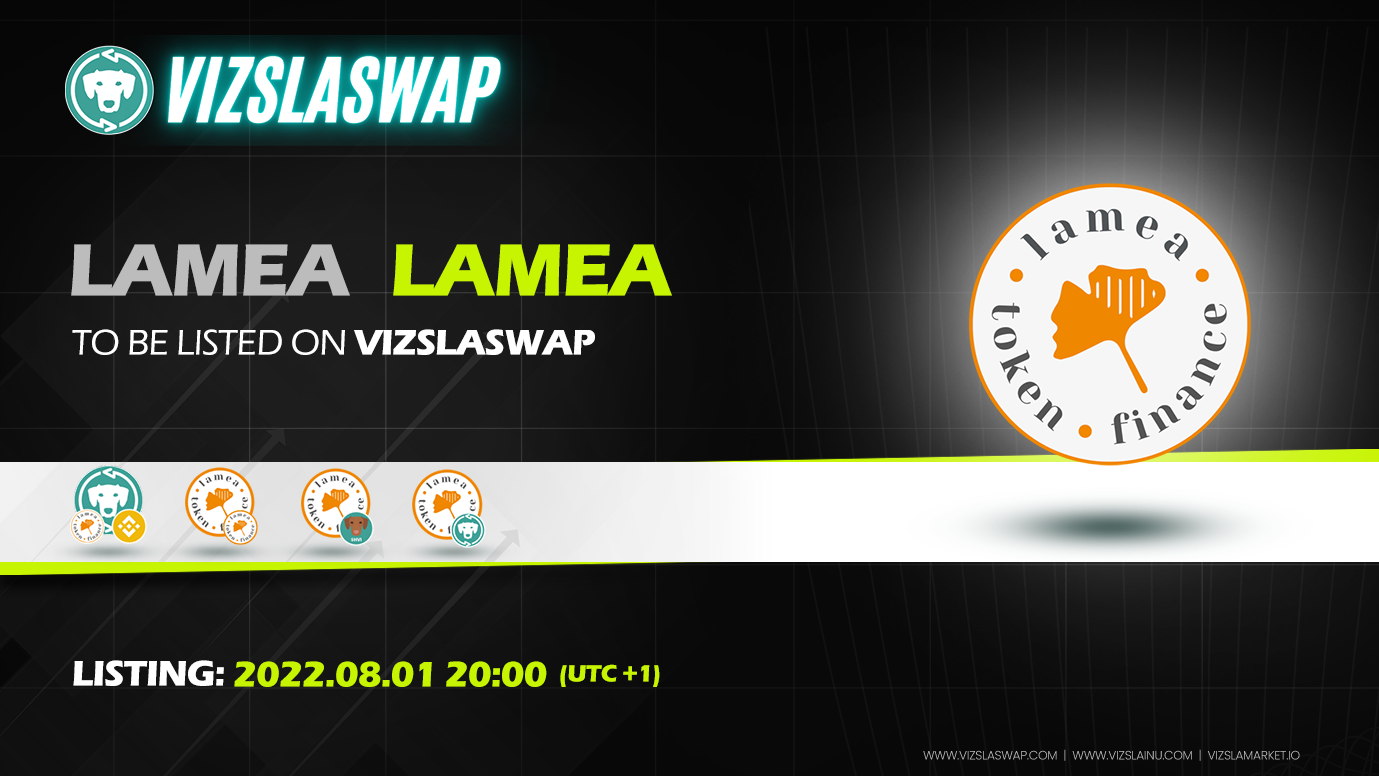 VIZSLASWAP
LAMEA LAMEA
TO BE LISTED ON VIZSLASWAP
lamea
token finance
LISTING: 2022.08.01 20:00 (UTC +1)
WWW.VIZSLASWAP.COM | WWW.VIZSLAINU.COM | VIZSLAMARKET.IO